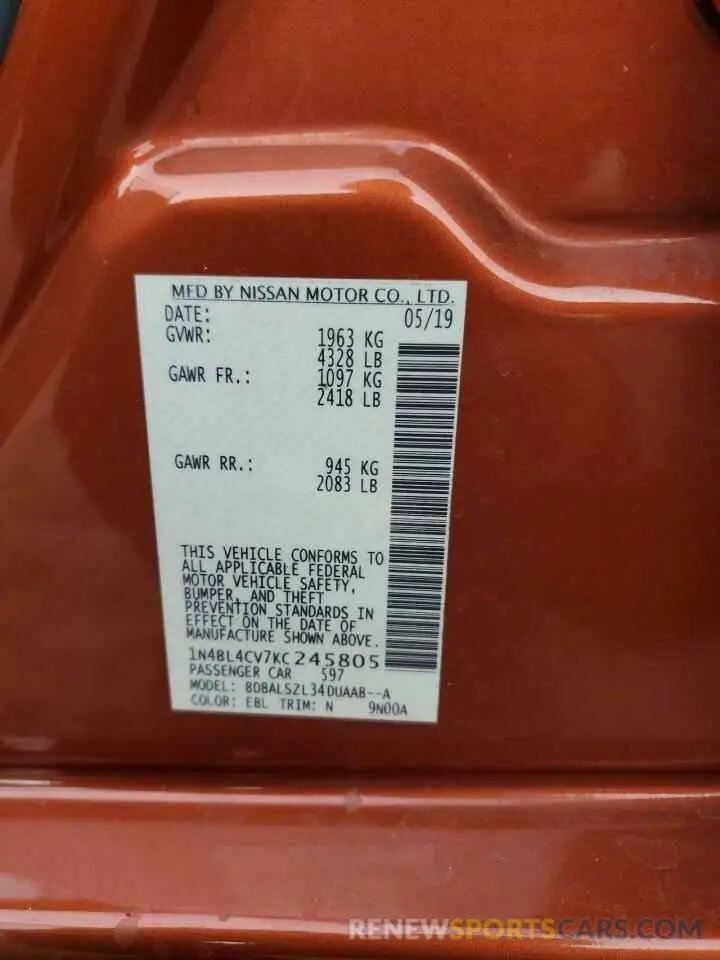 MFD BY NISSAN MOTOR CO., LTD.
DATE: 05/19
GVWR: 1963 KG
4328 LB
GAWR FR.: 1097 KG
2418 LB
GAWR RR.: 945 KG
2083 LB
THIS VEHICLE CONFORMS TO
ALL APPLICABLE FEDERAL
MOTOR VEHICLE SAFETY,
BUMPER, AND THEFT
PREVENTION STANDARDS IN
EFFECT ON THE DATE OF
MANUFACTURE SHOWN ABOVE.
1N4BL4CV7KC245805
PASSENGER CAR 597
MODEL: BDBALSZL34DUAAB--A
COLOR: EBL TRIM: N 9N00A
RENEWSPORTSCARS.COM